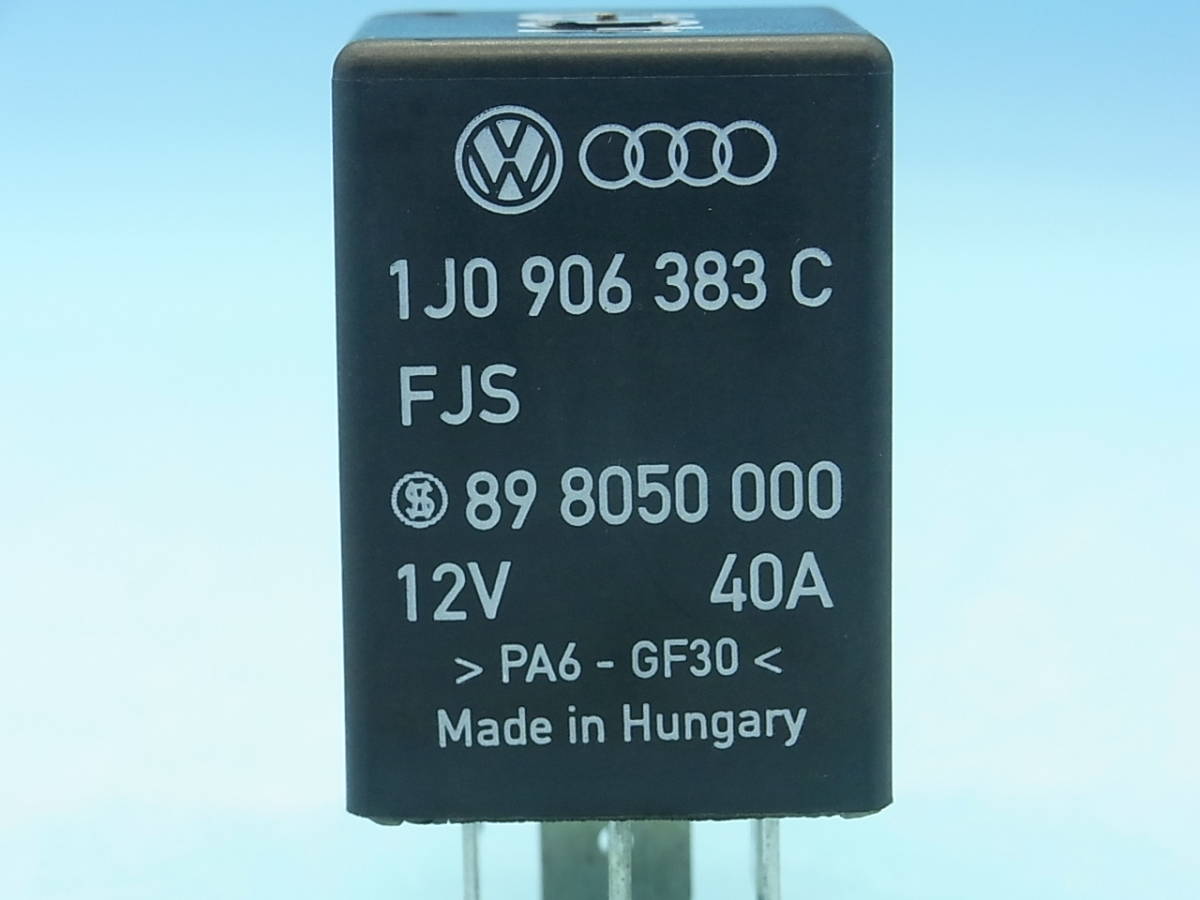 1J0 906 383 C
FJS
89 8050 000
12V 40A
> PA6 - GF30 <
Made in Hungary